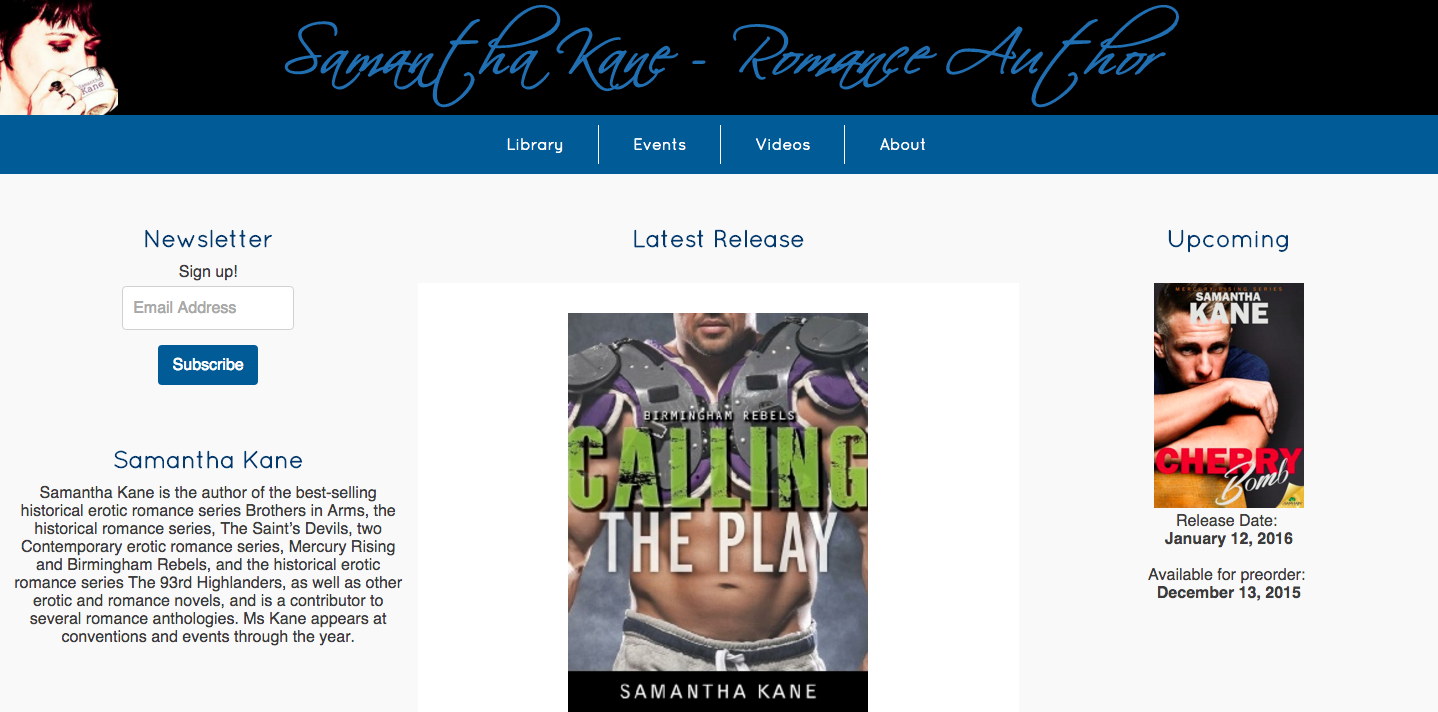 Samantha Kane - Romance Author
Kane
Library
Events
Videos
About
Newsletter
Sign up!
Email Address
Subscribe
Samantha Kane
Samantha Kane is the author of the best-selling
historical erotic romance series Brothers in Arms, the
historical romance series, The Saint’s Devils, two
Contemporary erotic romance series, Mercury Rising
and Birmingham Rebels, and the historical erotic
romance series The 93rd Highlanders, as well as other
erotic and romance novels, and is a contributor to
several romance anthologies. Ms Kane appears at
conventions and events through the year.
Latest Release
BIRMINGHAM REBELS
CALLING
THE PLAY
SAMANTHA KANE
Upcoming
MERCURY RISING SERIES
SAMANTHA
KANE
CHERRY
Bomb
Release Date:
January 12, 2016
Available for preorder:
December 13, 2015